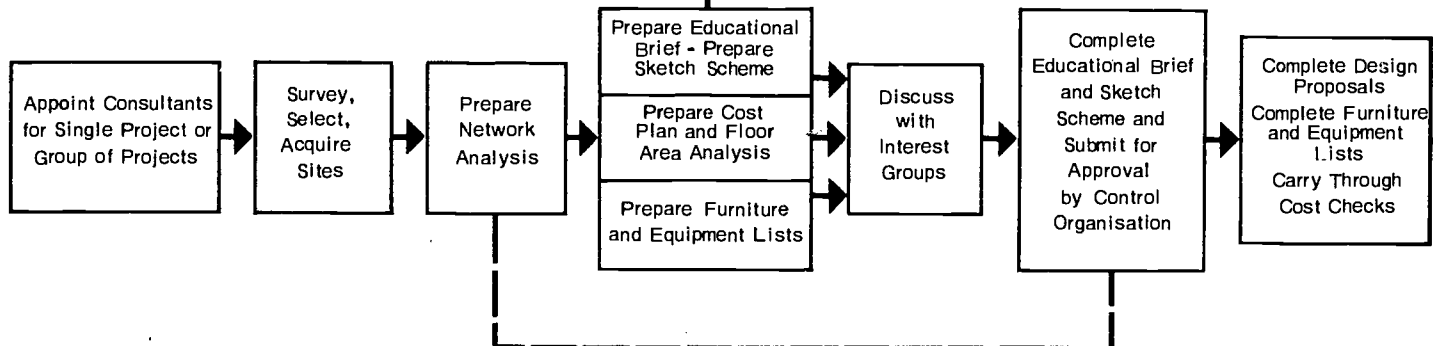 Appoint Consultants
for Single Project or
Group of Projects
Survey,
Select,
Acquire
Sites
Prepare
Network
Analysis
Prepare Educational
Brief - Prepare
Sketch Scheme
Prepare Cost
Plan and Floor
Area Analysis
Prepare Furniture
and Equipment Lists
Discuss
with
Interest
Groups
Complete
Educational Brief
and Sketch
Scheme and
Submit for
Approval
by Control
Organisation
Complete Design
Proposals
Complete Furniture
and Equipment
Lists
Carry Through
Cost Checks